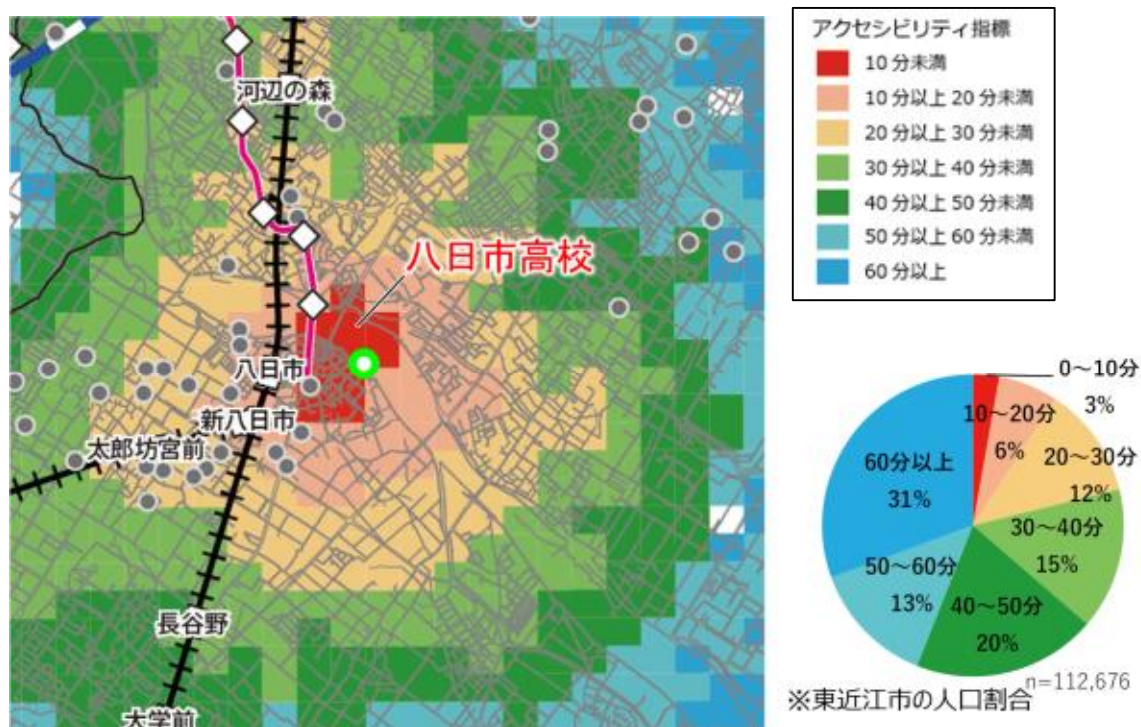 河辺の森
八日市高校
八日市
新八日市
太郎坊宮前
長谷野
大学前
アクセシビリティ指標
10分未満
10分以上20分未満
20分以上30分未満
30分以上40分未満
40分以上50分未満
50分以上60分未満
60分以上
0~10分
3%
10~20分
6%
20~30分
12%
30~40分
15%
40~50分
20%
50~60分
13%
60分以上
31%
n=112,676
※東近江市の人口割合